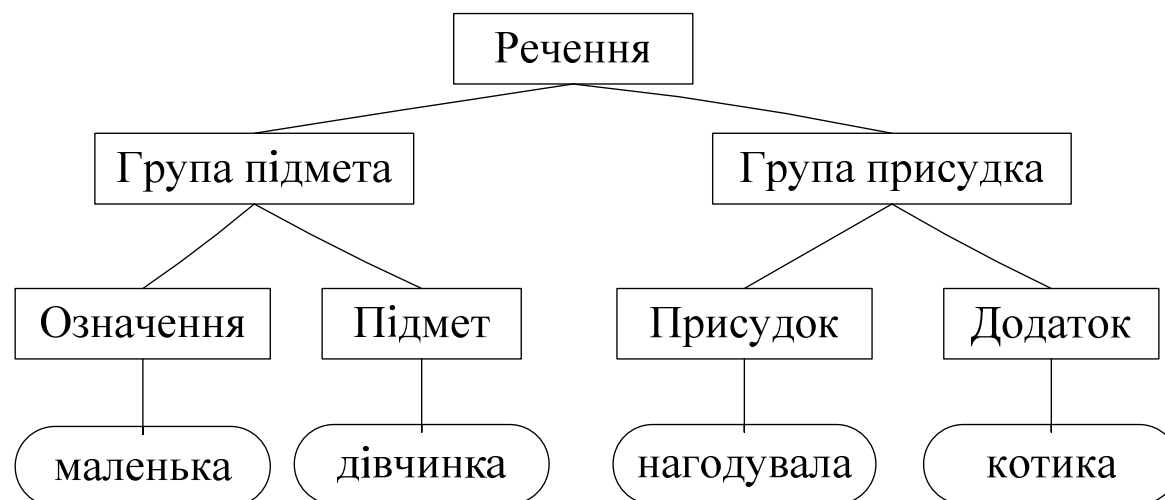 Речення
Група підмета
Група присудка
Означення
Підмет
Присудок
Додаток
маленька
дівчинка
нагодувала
котика